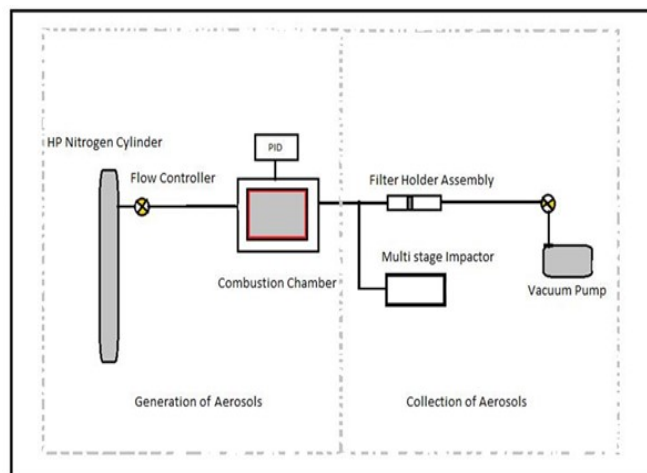 HP Nitrogen Cylinder
Flow Controller
PID
Combustion Chamber
Filter Holder Assembly
Multi stage Impactor
Vacuum Pump
Generation of Aerosols
Collection of Aerosols